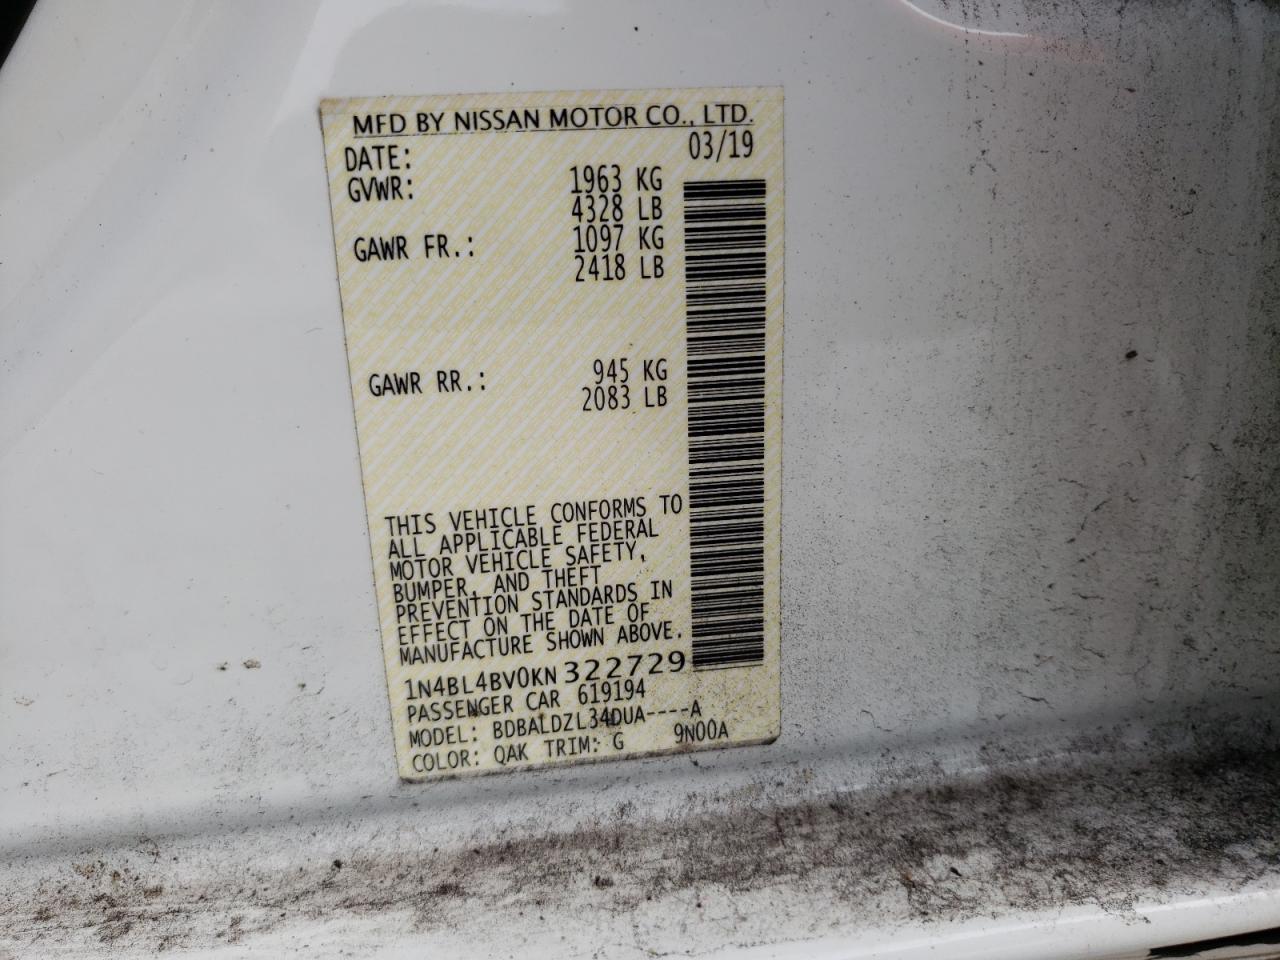 MFD BY NISSAN MOTOR CO., LTD.
DATE: 03/19
GVWR: 1963 KG
4328 LB
GAWR FR.: 1097 KG
2418 LB
GAWR RR.: 945 KG
2083 LB
THIS VEHICLE CONFORMS TO
ALL APPLICABLE FEDERAL
MOTOR VEHICLE SAFETY,
BUMPER, AND THEFT
PREVENTION STANDARDS IN
EFFECT ON THE DATE OF
MANUFACTURE SHOWN ABOVE.
1N4BL4BV0KN322729
PASSENGER CAR 619194
MODEL: BDBALDZL34DUA----A
COLOR: QAK TRIM: G 9N00A